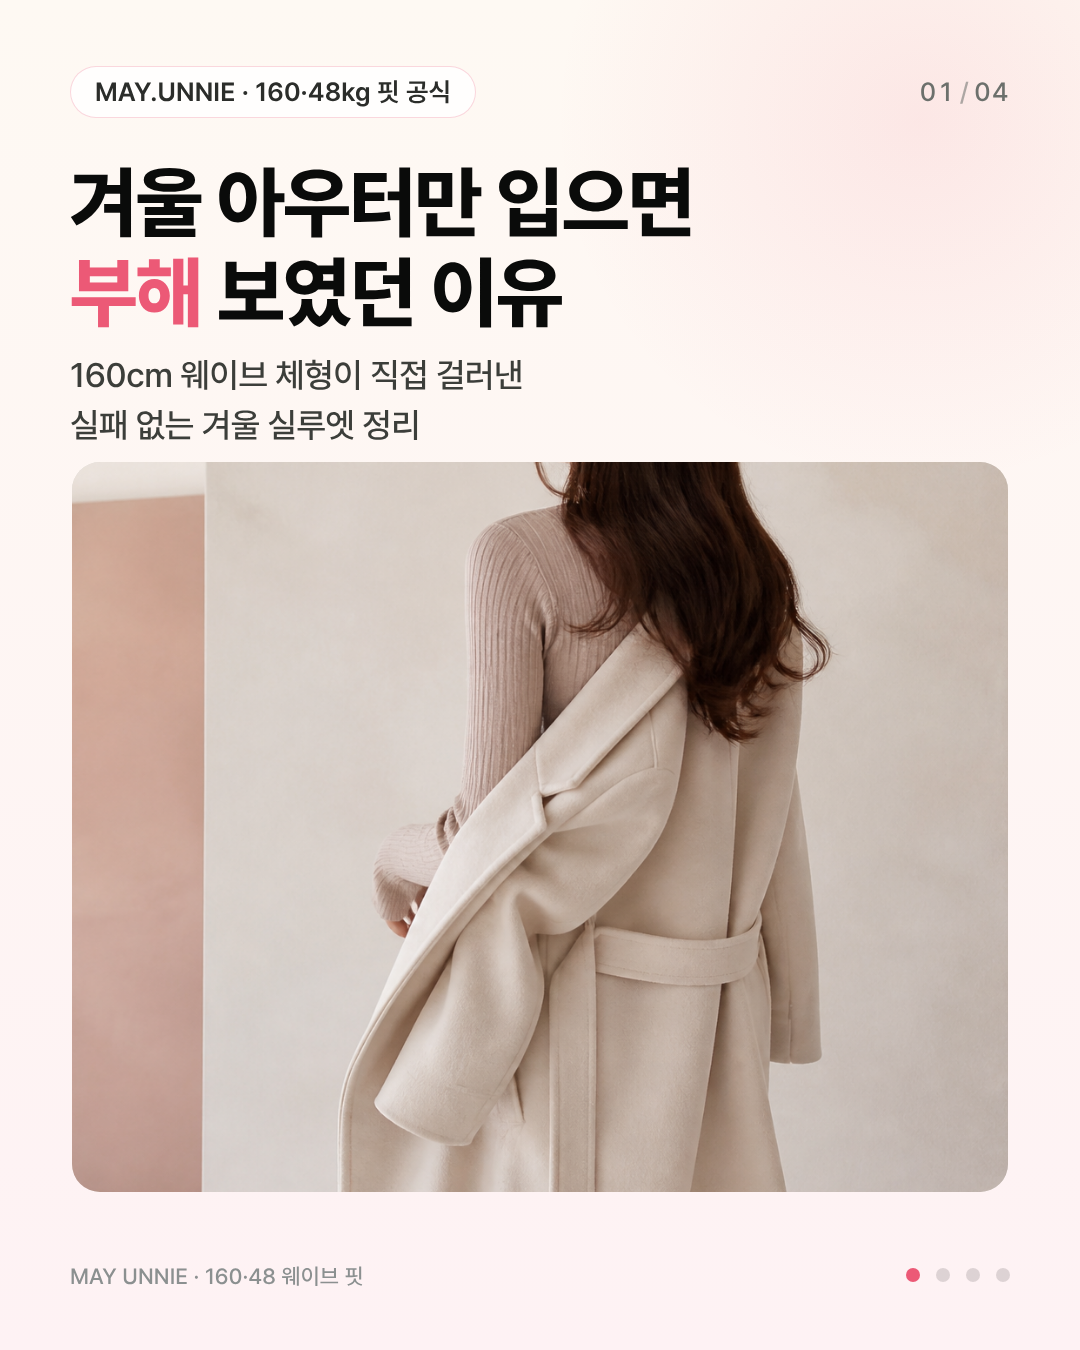 MAY.UNNIE · 160·48kg 핏 공식
01 / 04
겨울 아우터만 입으면
부해 보였던 이유
160cm 웨이브 체형이 직접 걸러낸
실패 없는 겨울 실루엣 정리
MAY UNNIE · 160·48 웨이브 핏